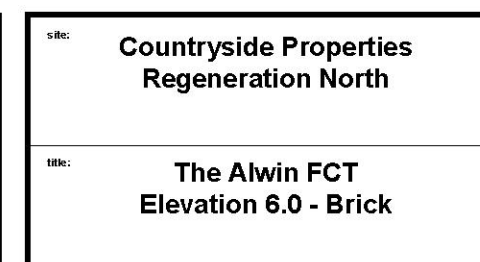 site:
Countryside Properties
Regeneration North
title:
The Alwin FCT
Elevation 6.0 - Brick